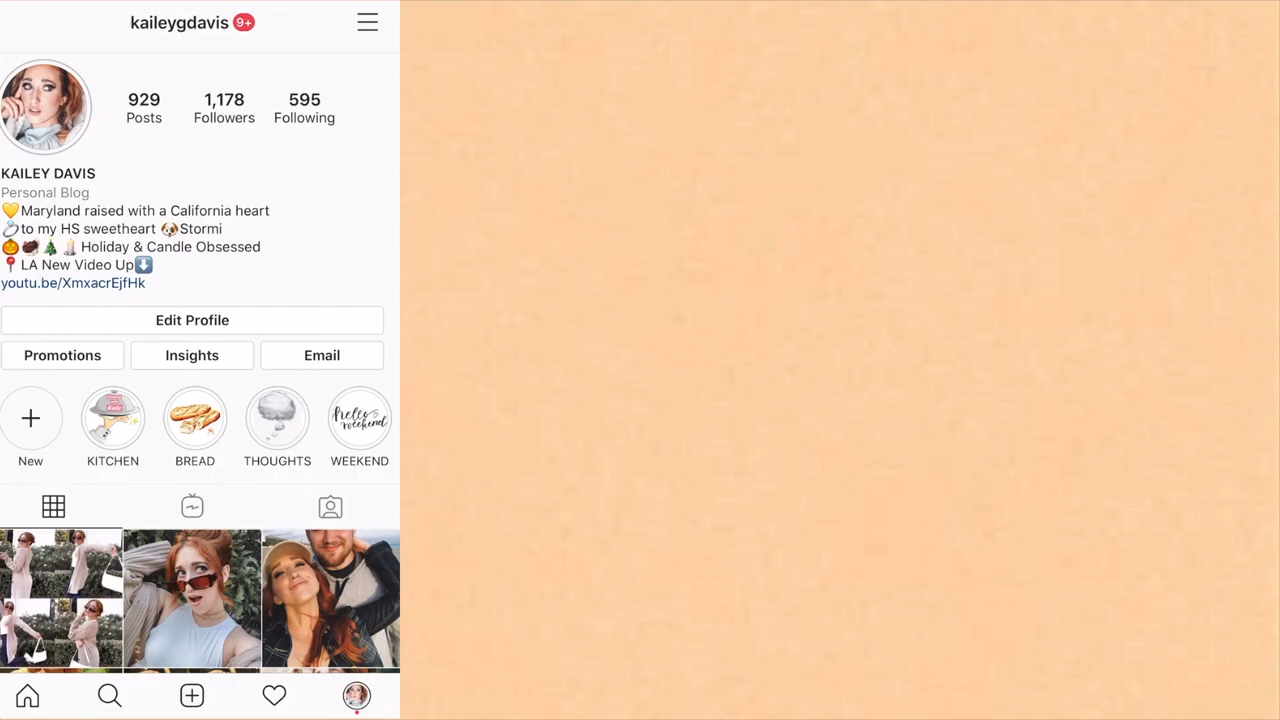 kaileygdavis 9+
929 1,178 595
Posts Followers Following
KAILEY DAVIS
Personal Blog
💛Maryland raised with a California heart
💍to my HS sweetheart 🐶Stormi
🎃🦃🎄🕯️Holiday & Candle Obsessed
📍LA New Video Up⬇️
youtu.be/XmxacrEjfHk
Edit Profile
Promotions Insights Email
hello weekend
New KITCHEN BREAD THOUGHTS WEEKEND